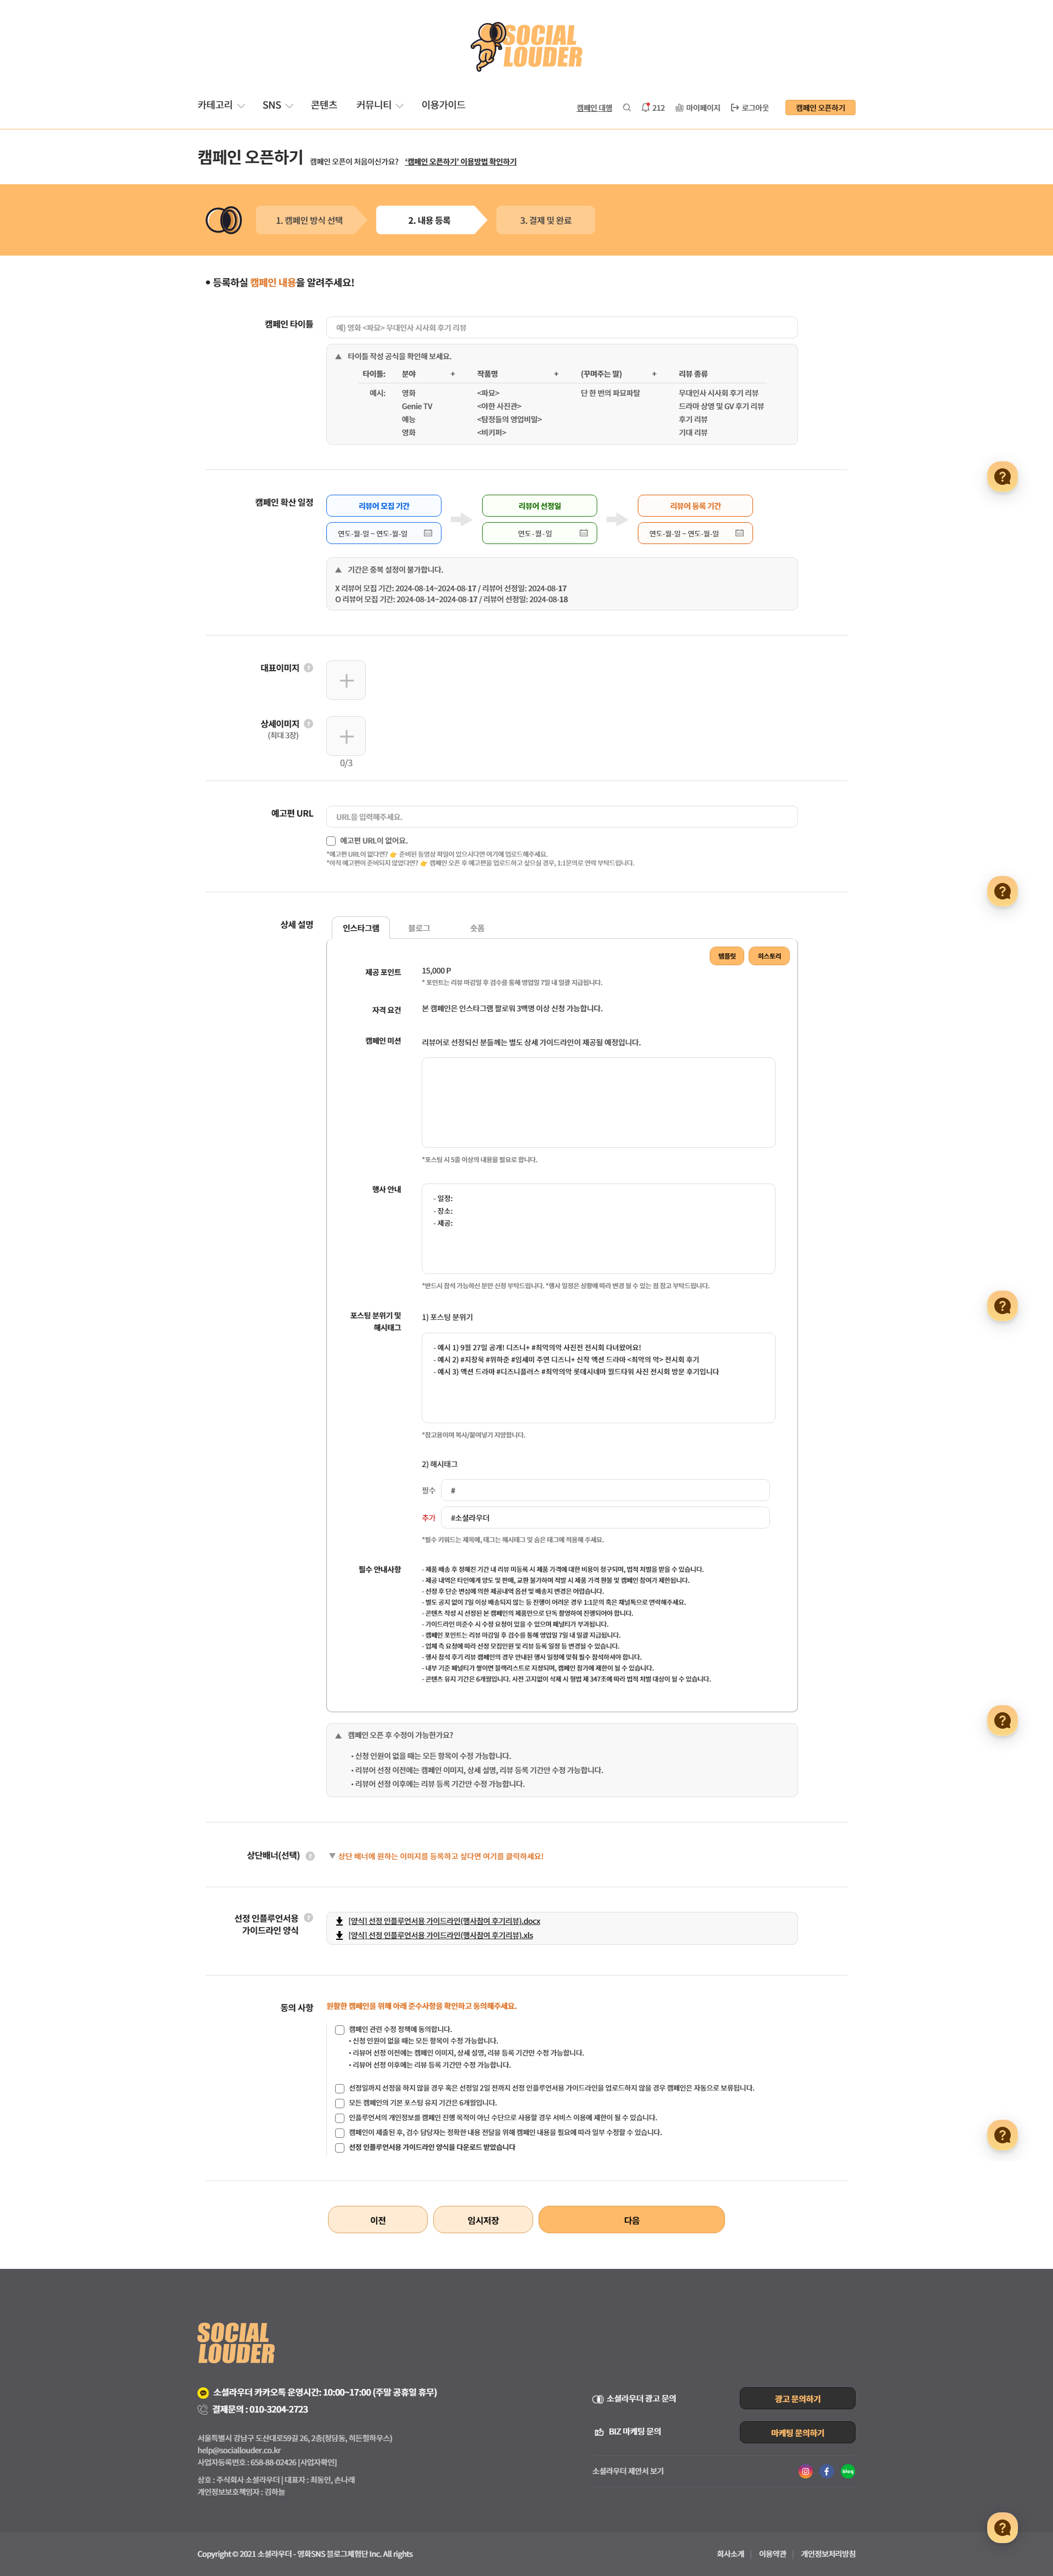 SOCIAL
LOUDER
카테고리 SNS 콘텐츠 커뮤니티 이용가이드 캠페인 대행 212 마이페이지 로그아웃 캠페인 오픈하기
캠페인 오픈하기 캠페인 오픈이 처음이신가요? '캠페인 오픈하기' 이용방법 확인하기
1. 캠페인 방식 선택 2. 내용 등록 3. 결제 및 완료
• 등록하실 캠페인 내용을 알려주세요!
캠페인 타이틀 예) 영화 <파묘> 무대인사 시사회 후기 리뷰
▲ 타이틀 작성 공식을 확인해 보세요.
타이틀: 분야 + 작품명 + (꾸며주는 말) + 리뷰 종류
예시: 영화 <파묘> 단 한 번의 파묘파탈 무대인사 시사회 후기 리뷰
Genie TV <야한 사진관> 드라마 상영 및 GV 후기 리뷰
예능 <탐정들의 영업비밀> 후기 리뷰
영화 <비키퍼> 기대 리뷰
캠페인 확산 일정 리뷰어 모집 기간 리뷰어 선정일 리뷰어 등록 기간
연도-월-일 ~ 연도-월-일 연도-월-일 연도-월-일 ~ 연도-월-일
▲ 기간은 중복 설정이 불가합니다.
X 리뷰어 모집 기간: 2024-08-14~2024-08-17 / 리뷰어 선정일: 2024-08-17
O 리뷰어 모집 기간: 2024-08-14~2024-08-17 / 리뷰어 선정일: 2024-08-18
대표이미지 ?
상세이미지 ?
(최대 3장)
0/3
예고편 URL URL을 입력해주세요.
예고편 URL이 없어요.
*예고편 URL이 없다면? 👉 준비된 동영상 파일이 있으시다면 여기에 업로드해주세요.
*아직 예고편이 준비되지 않았다면? 👉 캠페인 오픈 후 예고편을 업로드하고 싶으실 경우, 1:1문의로 연락 부탁드립니다.
상세 설명 인스타그램 블로그 숏폼
템플릿 히스토리
제공 포인트 15,000 P
* 포인트는 리뷰 마감일 후 검수를 통해 영업일 7일 내 일괄 지급됩니다.
자격 요건 본 캠페인은 인스타그램 팔로워 3백명 이상 신청 가능합니다.
캠페인 미션 리뷰어로 선정되신 분들께는 별도 상세 가이드라인이 제공될 예정입니다.
*포스팅 시 5줄 이상의 내용을 필요로 합니다.
행사 안내 - 일정:
- 장소:
- 제공:
*반드시 참석 가능하신 분만 신청 부탁드립니다. *행사 일정은 상황에 따라 변경 될 수 있는 점 참고 부탁드립니다.
포스팅 분위기 및
해시태그
1) 포스팅 분위기
- 예시 1) 9월 27일 공개! 디즈니+ #최악의악 사진전 전시회 다녀왔어요!
- 예시 2) #지창욱 #위하준 #임세미 주연 디즈니+ 신작 액션 드라마 <최악의 악> 전시회 후기
- 예시 3) 액션 드라마 #디즈니플러스 #최악의악 롯데시네마 월드타워 사진 전시회 방문 후기입니다
*참고용이며 복사/붙여넣기 지양합니다.
2) 해시태그
필수 #
추가 #소셜라우더
*필수 키워드는 제목에, 태그는 해시태그 및 숨은 태그에 적용해 주세요.
필수 안내사항 - 제품 배송 후 정해진 기간 내 리뷰 미등록 시 제품 가격에 대한 비용이 청구되며, 법적 처벌을 받을 수 있습니다.
- 제공 내역은 타인에게 양도 및 판매, 교환 불가하며 적발 시 제품 가격 환불 및 캠페인 참여가 제한됩니다.
- 선정 후 단순 변심에 의한 제공내역 옵션 및 배송지 변경은 어렵습니다.
- 별도 공지 없이 7일 이상 배송되지 않는 등 진행이 어려운 경우 1:1문의 혹은 채널톡으로 연락해주세요.
- 콘텐츠 작성 시 선정된 본 캠페인의 제품만으로 단독 촬영하여 진행되어야 합니다.
- 가이드라인 미준수 시 수정 요청이 있을 수 있으며 패널티가 부과됩니다.
- 캠페인 포인트는 리뷰 마감일 후 검수를 통해 영업일 7일 내 일괄 지급됩니다.
- 업체 측 요청에 따라 선정 모집인원 및 리뷰 등록 일정 등 변경될 수 있습니다.
- 행사 참석 후기 리뷰 캠페인의 경우 안내된 행사 일정에 맞춰 필수 참석하셔야 합니다.
- 내부 기준 패널티가 쌓이면 블랙리스트로 지정되며, 캠페인 참가에 제한이 될 수 있습니다.
- 콘텐츠 유지 기간은 6개월입니다. 사전 고지없이 삭제 시 형법 제 347조에 따라 법적 처벌 대상이 될 수 있습니다.
▲ 캠페인 오픈 후 수정이 가능한가요?
• 신청 인원이 없을 때는 모든 항목이 수정 가능합니다.
• 리뷰어 선정 이전에는 캠페인 이미지, 상세 설명, 리뷰 등록 기간만 수정 가능합니다.
• 리뷰어 선정 이후에는 리뷰 등록 기간만 수정 가능합니다.
상단배너(선택) ? ▼ 상단 배너에 원하는 이미지를 등록하고 싶다면 여기를 클릭하세요!
선정 인플루언서용 ?
가이드라인 양식
[양식] 선정 인플루언서용 가이드라인(행사참여 후기리뷰).docx
[양식] 선정 인플루언서용 가이드라인(행사참여 후기리뷰).xls
동의 사항 원활한 캠페인을 위해 아래 준수사항을 확인하고 동의해주세요.
캠페인 관련 수정 정책에 동의합니다.
• 신청 인원이 없을 때는 모든 항목이 수정 가능합니다.
• 리뷰어 선정 이전에는 캠페인 이미지, 상세 설명, 리뷰 등록 기간만 수정 가능합니다.
• 리뷰어 선정 이후에는 리뷰 등록 기간만 수정 가능합니다.
선정일까지 선정을 하지 않을 경우 혹은 선정일 2일 전까지 선정 인플루언서용 가이드라인을 업로드하지 않을 경우 캠페인은 자동으로 보류됩니다.
모든 캠페인의 기본 포스팅 유지 기간은 6개월입니다.
인플루언서의 개인정보를 캠페인 진행 목적이 아닌 수단으로 사용할 경우 서비스 이용에 제한이 될 수 있습니다.
캠페인이 제출된 후, 검수 담당자는 정확한 내용 전달을 위해 캠페인 내용을 필요에 따라 일부 수정할 수 있습니다.
선정 인플루언서용 가이드라인 양식을 다운로드 받았습니다
이전 임시저장 다음
SOCIAL
LOUDER
소셜라우더 카카오톡 운영시간: 10:00~17:00 (주말 공휴일 휴무)
결제문의 : 010-3204-2723
서울특별시 강남구 도산대로59길 26, 2층(청담동, 히든힐하우스)
help@sociallouder.co.kr
사업자등록번호 : 658-88-02426 [사업자확인]
상호 : 주식회사 소셜라우더 | 대표자 : 최동인, 손나래
개인정보보호책임자 : 김하늘
소셜라우더 광고 문의 광고 문의하기
BIZ 마케팅 문의 마케팅 문의하기
소셜라우더 제안서 보기 blog
Copyright © 2021 소셜라우더 - 영화SNS 블로그체험단 Inc. All rights 회사소개 이용약관 개인정보처리방침